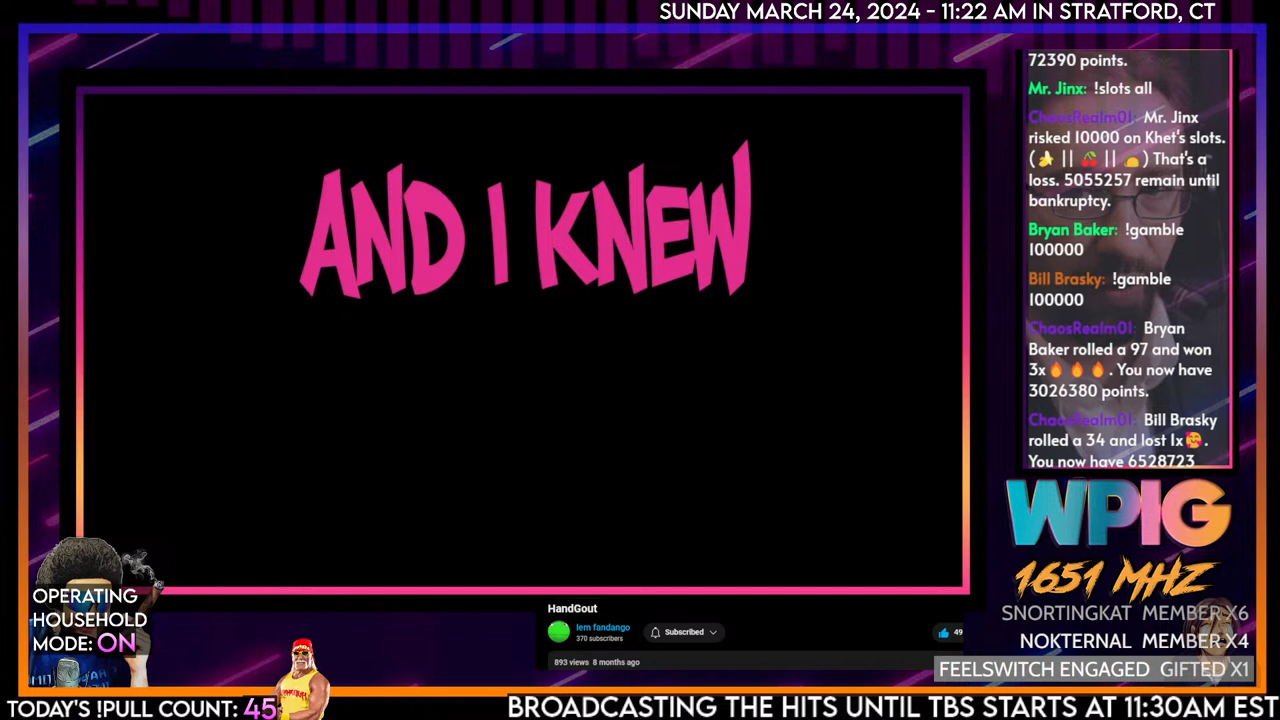 SUNDAY MARCH 24, 2024 - 11:22 AM IN STRATFORD, CT
AND I KNEW
72390 points.
Mr. Jinx: !slots all
ChaosRealm01: Mr. Jinx
risked 10000 on Khet's slots.
( 🍌 || 🍒 || 🌮 ) That's a
loss. 5055257 remain until
bankruptcy.
Bryan Baker: !gamble
100000
Bill Brasky: !gamble
100000
ChaosRealm01: Bryan
Baker rolled a 97 and won
3x🔥🔥🔥. You now have
3026380 points.
ChaosRealm01: Bill Brasky
rolled a 34 and lost 1x🥰.
You now have 6528723
WPIG
1651 MHZ
SNORTINGKAT MEMBER X6
NOKTERNAL MEMBER X4
FEELSWITCH ENGAGED GIFTED X1
OPERATING
HOUSEHOLD
MODE: ON
HandGout
lem fandango
370 subscribers
Subscribed
49
893 views 8 months ago
TODAY'S !PULL COUNT: 45
BROADCASTING THE HITS UNTIL TBS STARTS AT 11:30AM EST